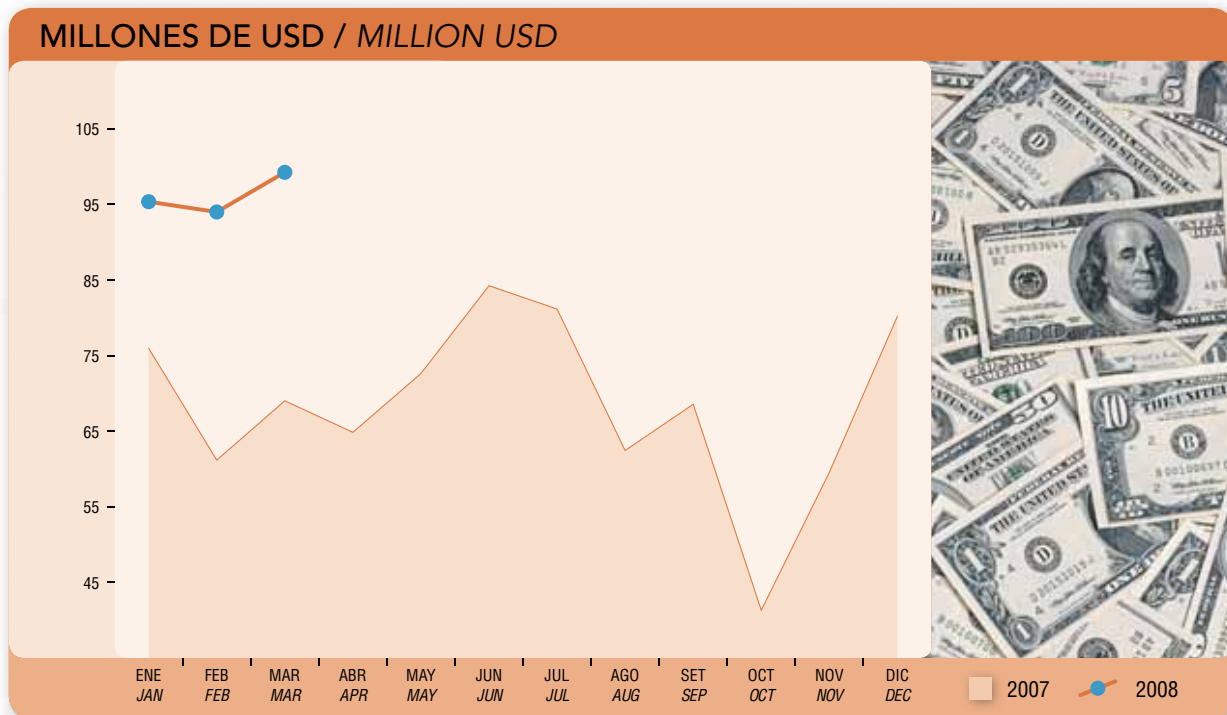 MILLONES DE USD / MILLION USD
105
95
85
75
65
55
45
ENE FEB MAR ABR MAY JUN JUL AGO SET OCT NOV DIC
JAN FEB MAR APR MAY JUN JUL AUG SEP OCT NOV DEC
2007 2008